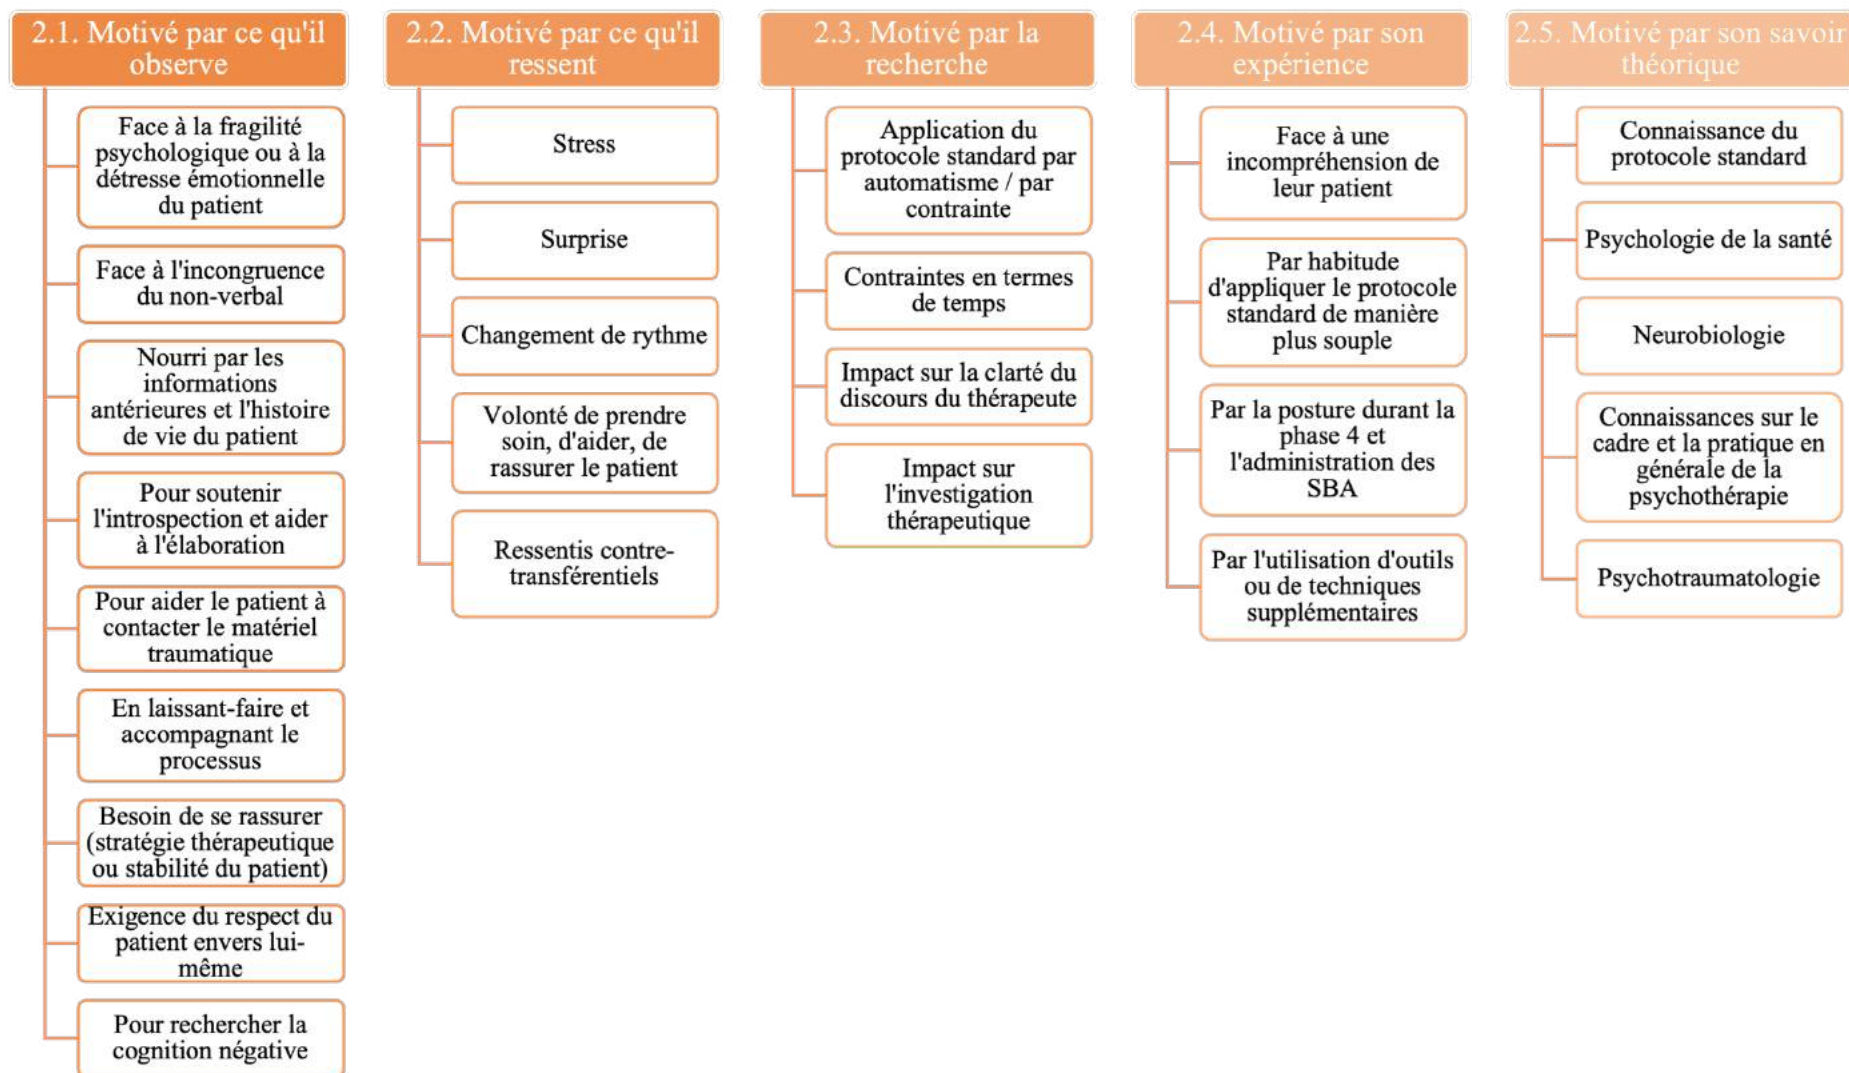 2.1. Motivé par ce qu'il
observe
Face à la fragilité
psychologique ou à la
détresse émotionnelle
du patient
Face à l'incongruence
du non-verbal
Nourri par les
informations
antérieures et l'histoire
de vie du patient
Pour soutenir
l'introspection et aider
à l'élaboration
Pour aider le patient à
contacter le matériel
traumatique
En laissant-faire et
accompagnant le
processus
Besoin de se rassurer
(stratégie thérapeutique
ou stabilité du patient)
Exigence du respect du
patient envers lui-
même
Pour rechercher la
cognition négative
2.2. Motivé par ce qu'il
ressent
Stress
Surprise
Changement de rythme
Volonté de prendre
soin, d'aider, de
rassurer le patient
Ressentis contre-
transférentiels
2.3. Motivé par la
recherche
Application du
protocole standard par
automatisme / par
contrainte
Contraintes en termes
de temps
Impact sur la clarté du
discours du thérapeute
Impact sur
l'investigation
thérapeutique
2.4. Motivé par son
expérience
Face à une
incompréhension de
leur patient
Par habitude
d'appliquer le protocole
standard de manière
plus souple
Par la posture durant la
phase 4 et
l'administration des
SBA
Par l'utilisation d'outils
ou de techniques
supplémentaires
2.5. Motivé par son savoir
théorique
Connaissance du
protocole standard
Psychologie de la santé
Neurobiologie
Connaissances sur le
cadre et la pratique en
générale de la
psychothérapie
Psychotraumatologie